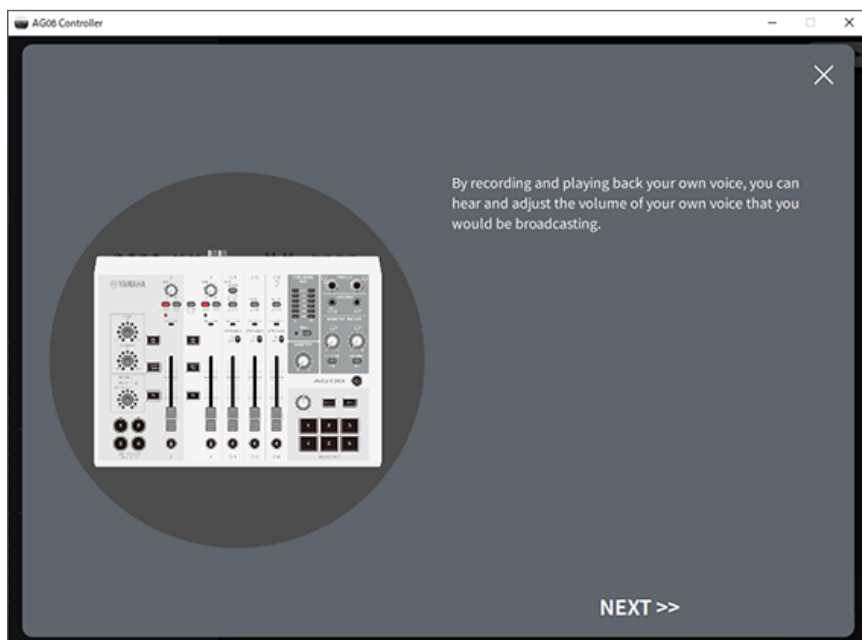 AG08 Controller
By recording and playing back your own voice, you can
hear and adjust the volume of your own voice that you
would be broadcasting.
YAMAHA
AG08
NEXT >>